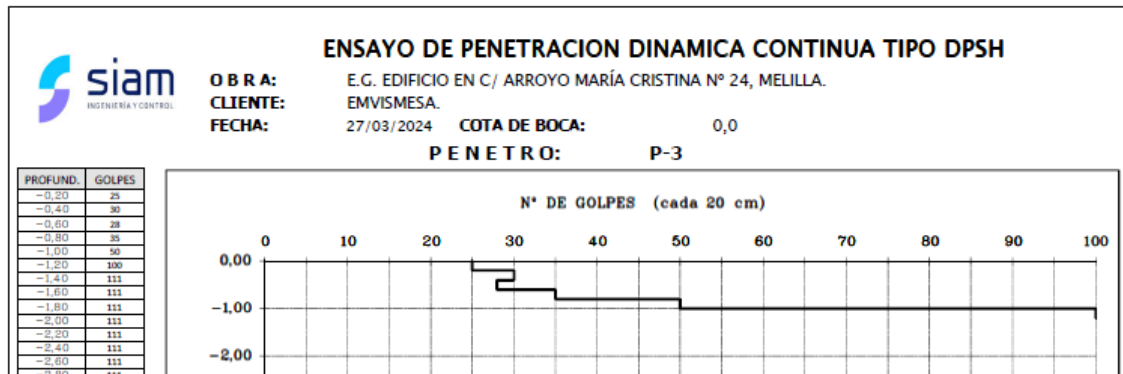 ENSAYO DE PENETRACION DINAMICA CONTINUA TIPO DPSH
siam
INGENIERÍA Y CONTROL
O B R A: E.G. EDIFICIO EN C/ ARROYO MARÍA CRISTINA Nº 24, MELILLA.
CLIENTE: EMVISMESA.
FECHA: 27/03/2024 COTA DE BOCA: 0,0
P E N E T R O: P-3
PROFUND. GOLPES
-0,20 25
-0,40 30
-0,60 28
-0,80 35
-1,00 50
-1,20 100
-1,40 111
-1,60 111
-1,80 111
-2,00 111
-2,20 111
-2,40 111
-2,60 111
-2,80 111
Nº DE GOLPES (cada 20 cm)
0 10 20 30 40 50 60 70 80 90 100
0,00
-1,00
-2,00